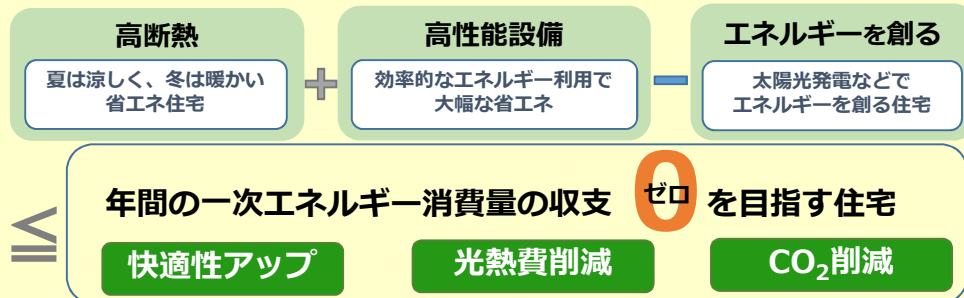 高断熱
夏は涼しく、冬は暖かい
省エネ住宅
+
高性能設備
効率的なエネルギー利用で
大幅な省エネ
−
エネルギーを創る
太陽光発電などで
エネルギーを創る住宅
≦
年間の一次エネルギー消費量の収支 0 ゼロ を目指す住宅
快適性アップ
光熱費削減
CO₂削減